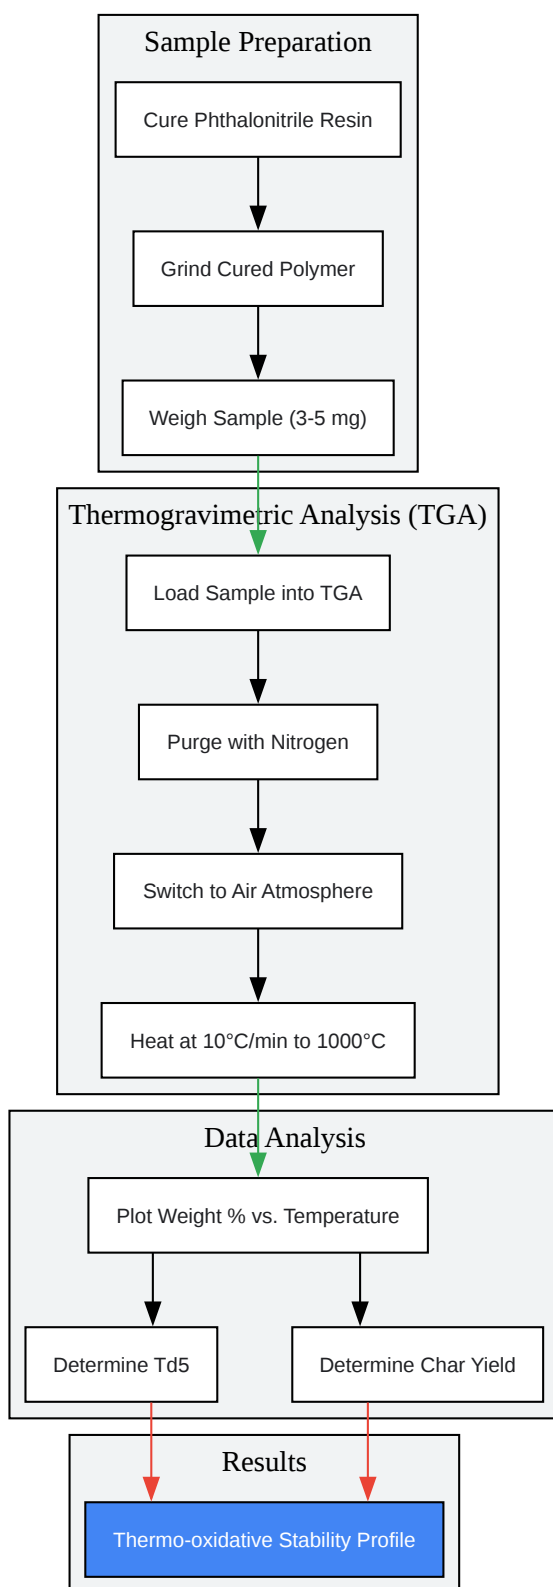 Sample Preparation
Cure Phthalonitrile Resin
Grind Cured Polymer
Weigh Sample (3-5 mg)
Thermogravimetric Analysis (TGA)
Load Sample into TGA
Purge with Nitrogen
Switch to Air Atmosphere
Heat at 10°C/min to 1000°C
Data Analysis
Plot Weight % vs. Temperature
Determine Td5
Determine Char Yield
Results
Thermo-oxidative Stability Profile